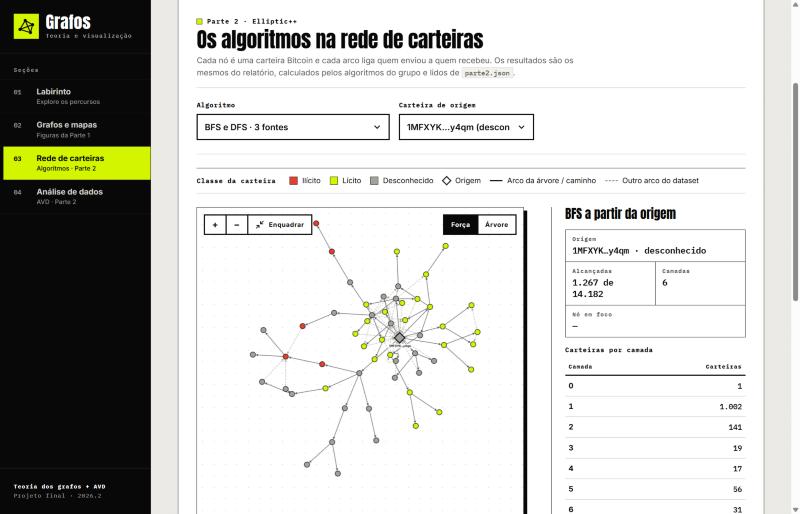 Grafos
Teoria e visualização
Seções
01 Labirinto
Explore os percursos
02 Grafos e mapas
Figuras da Parte 1
03 Rede de carteiras
Algoritmos · Parte 2
04 Análise de dados
AVD · Parte 2
Teoria dos grafos + AVD
Projeto final · 2026.2
Parte 2 · Elliptic++
Os algoritmos na rede de carteiras
Cada nó é uma carteira Bitcoin e cada arco liga quem enviou a quem recebeu. Os resultados são os
mesmos do relatório, calculados pelos algoritmos do grupo e lidos de parte2.json.
Algoritmo
BFS e DFS · 3 fontes
Carteira de origem
1MFXYK…y4qm (descon
Classe da carteira Ilícito Lícito Desconhecido Origem Arco da árvore / caminho Outro arco do dataset
+ − Enquadrar Força Árvore
BFS a partir da origem
Origem
1MFXYK…y4qm · desconhecido
Alcançadas
1.267 de
14.182
Camadas
6
Nó em foco
—
Carteiras por camada
Camada Carteiras
0 1
1 1.002
2 141
3 19
4 17
5 56
6 31